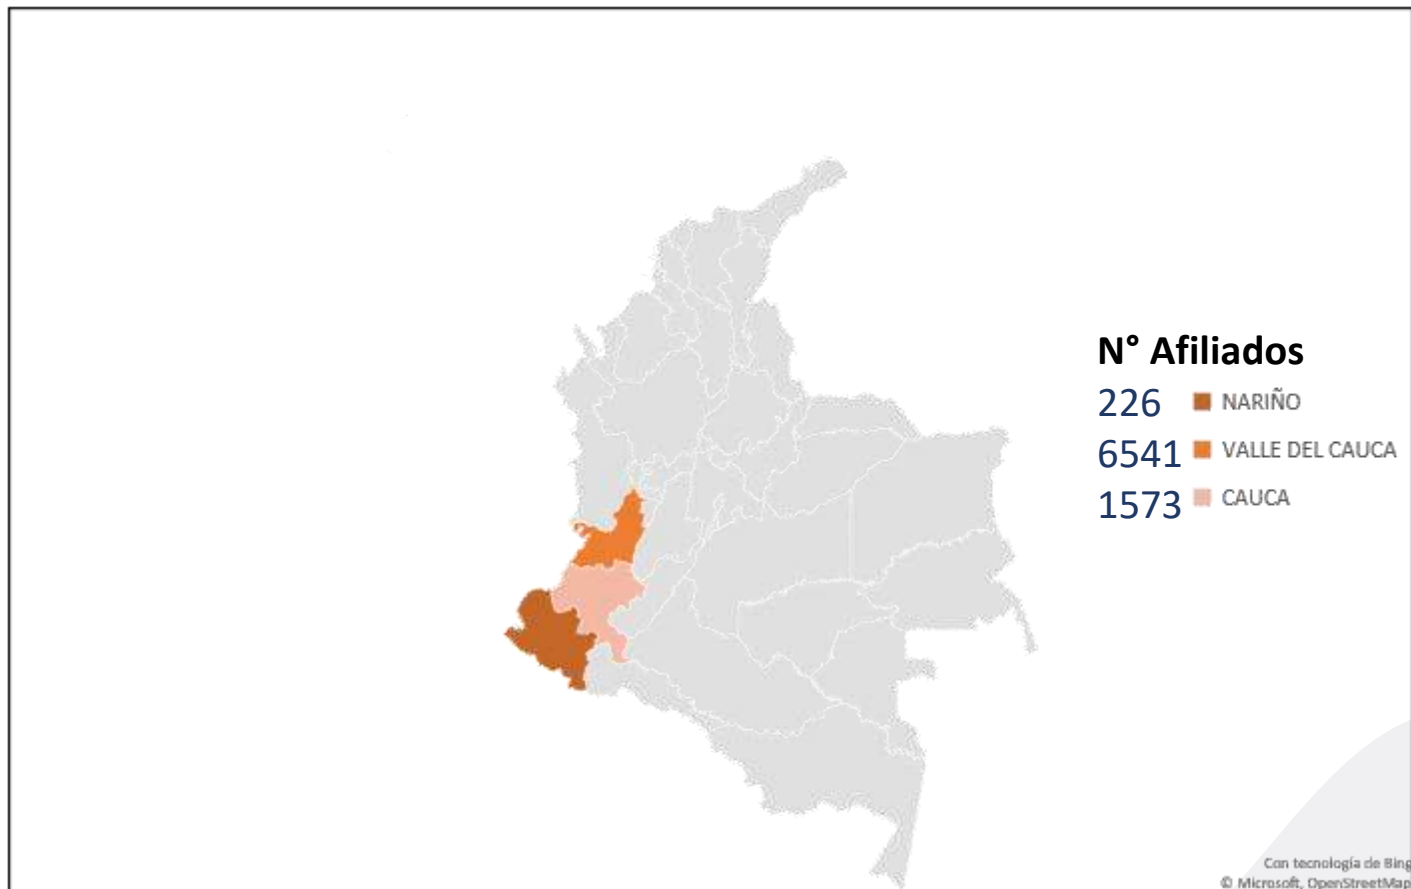 N° Afiliados
226 NARIÑO
6541 VALLE DEL CAUCA
1573 CAUCA
Con tecnología de Bing
© Microsoft, OpenStreetMap